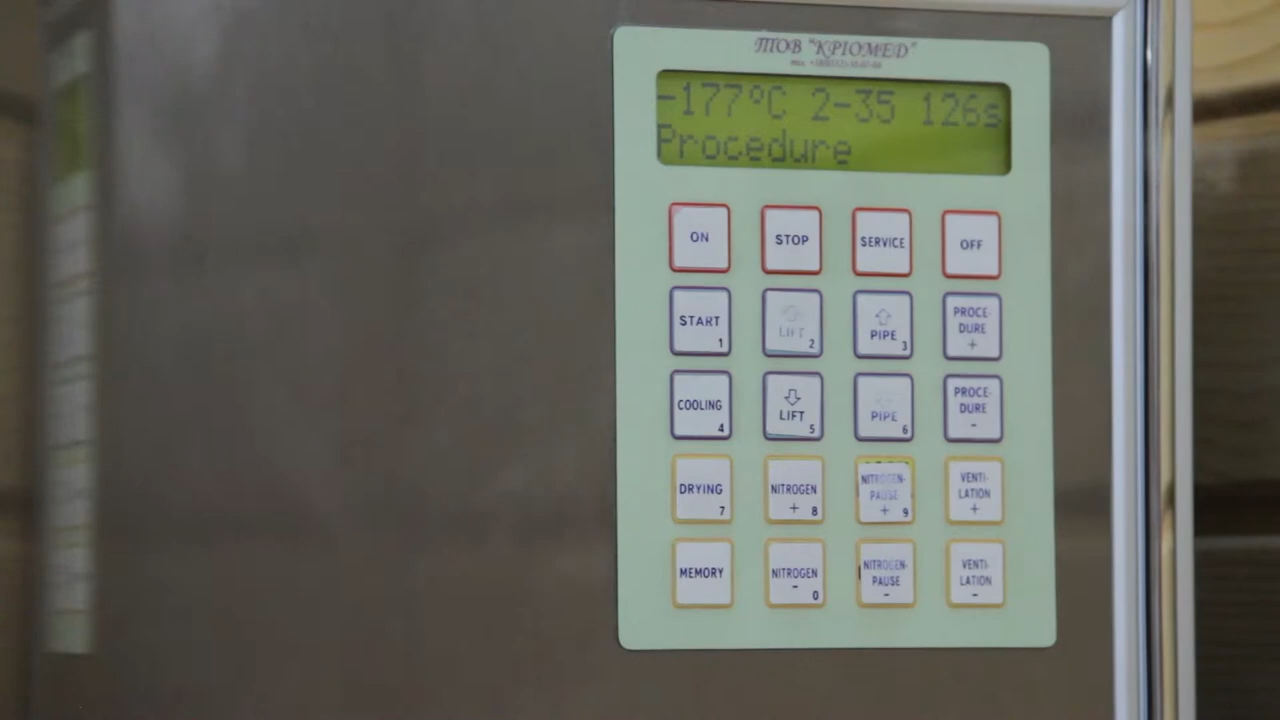 ТОВ "КРІОМЕД"
-177°C 2-35 126s
Procedure
ON
STOP
SERVICE
OFF
START
1
LIFT
2
PIPE
3
PROCE-
DURE
+
COOLING
4
LIFT
5
PIPE
6
PROCE-
DURE
-
DRYING
7
NITROGEN
+ 8
NITROGEN-
PAUSE
+ 9
VENTI-
LATION
+
MEMORY
NITROGEN
-
0
NITROGEN-
PAUSE
-
VENTI-
LATION
-